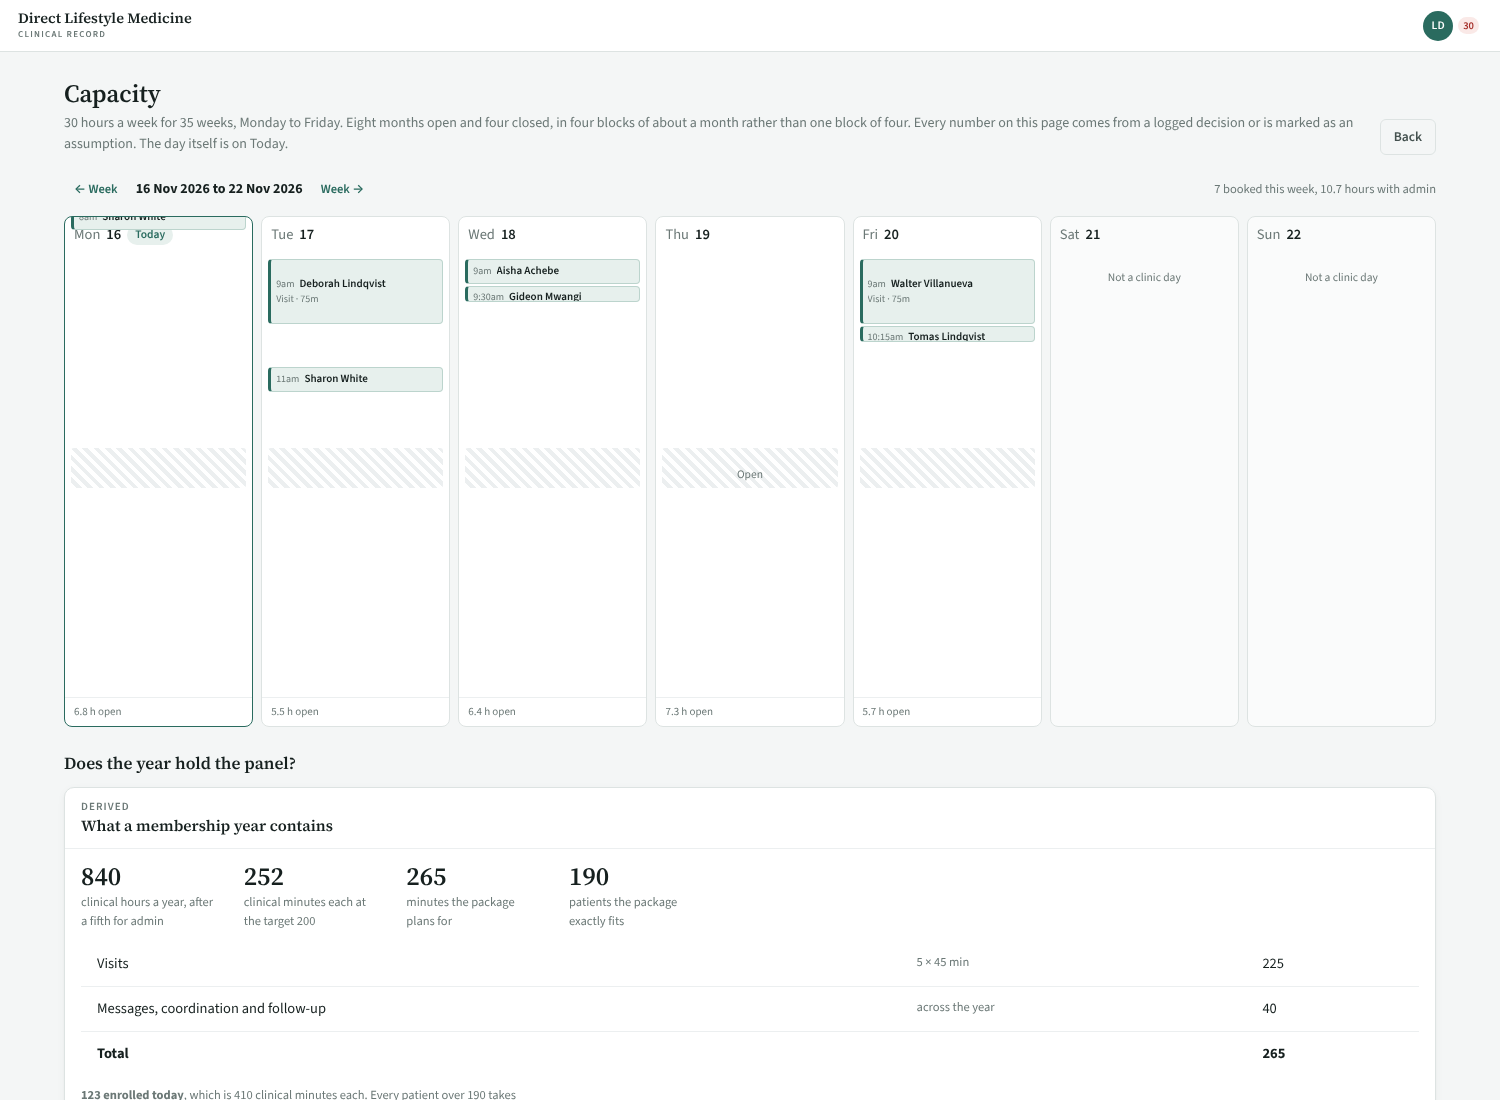 Direct Lifestyle Medicine
CLINICAL RECORD
LD
30
Capacity
30 hours a week for 35 weeks, Monday to Friday. Eight months open and four closed, in four blocks of about a month rather than one block of four. Every number on this page comes from a logged decision or is marked as an
assumption. The day itself is on Today.
Back
← Week
16 Nov 2026 to 22 Nov 2026
Week →
7 booked this week, 10.7 hours with admin
8am Sharon White
Mon 16 Today
6.8 h open
Tue 17
9am Deborah Lindqvist
Visit · 75m
11am Sharon White
5.5 h open
Wed 18
9am Aisha Achebe
9:30am Gideon Mwangi
6.4 h open
Thu 19
Open
7.3 h open
Fri 20
9am Walter Villanueva
Visit · 75m
10:15am Tomas Lindqvist
5.7 h open
Sat 21
Not a clinic day
Sun 22
Not a clinic day
Does the year hold the panel?
DERIVED
What a membership year contains
840
clinical hours a year, after
a fifth for admin
252
clinical minutes each at
the target 200
265
minutes the package
plans for
190
patients the package
exactly fits
Visits 5 × 45 min 225
Messages, coordination and follow-up across the year 40
Total 265
123 enrolled today, which is 410 clinical minutes each. Every patient over 190 takes